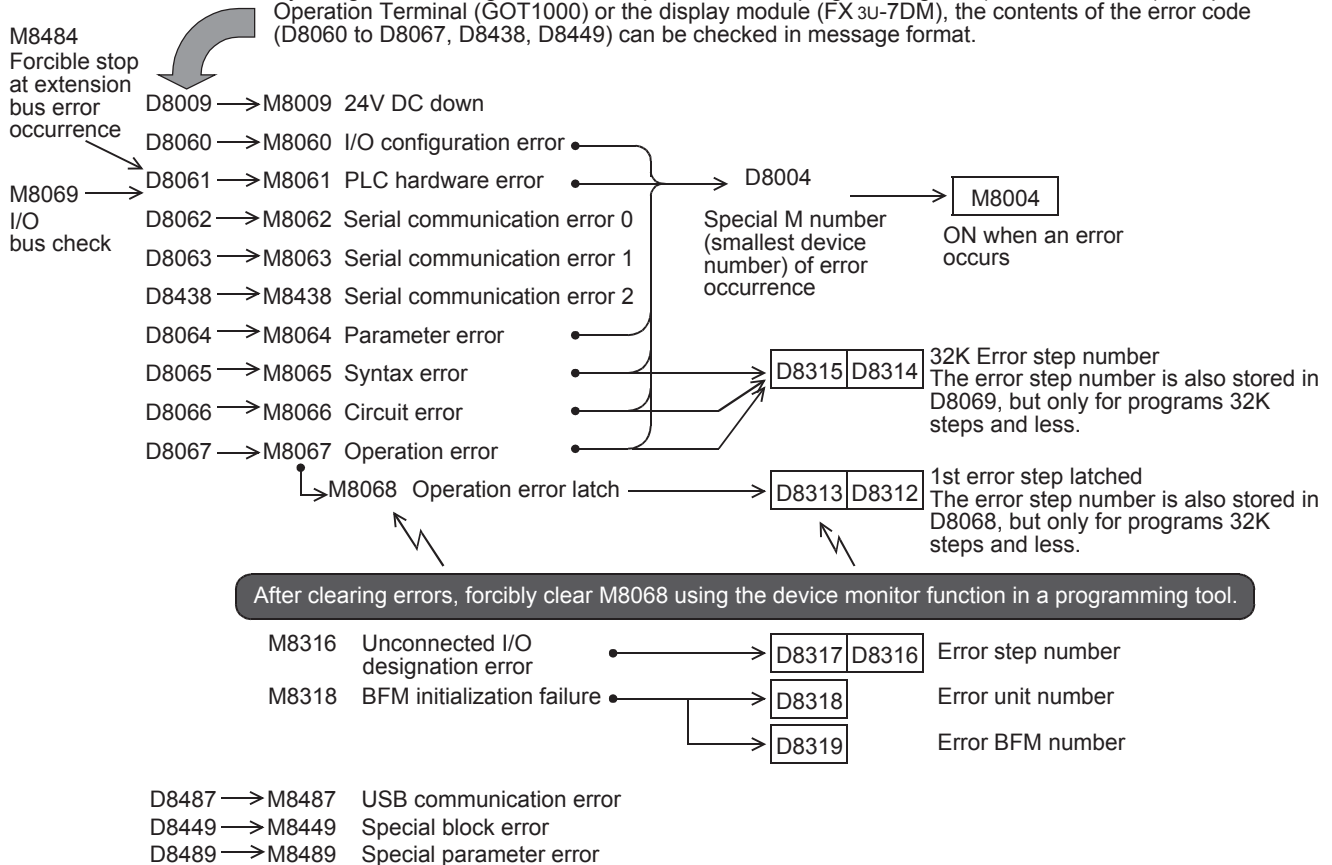 Operation Terminal (GOT1000) or the display module (FX3U-7DM), the contents of the error code
(D8060 to D8067, D8438, D8449) can be checked in message format.
M8484
Forcible stop
at extension
bus error
occurrence
M8069
I/O
bus check
D8009 M8009 24V DC down
D8060 M8060 I/O configuration error
D8061 M8061 PLC hardware error
D8062 M8062 Serial communication error 0
D8063 M8063 Serial communication error 1
D8438 M8438 Serial communication error 2
D8064 M8064 Parameter error
D8065 M8065 Syntax error
D8066 M8066 Circuit error
D8067 M8067 Operation error
M8068 Operation error latch
D8004
Special M number
(smallest device
number) of error
occurrence
M8004
ON when an error
occurs
D8315 D8314
32K Error step number
The error step number is also stored in
D8069, but only for programs 32K
steps and less.
D8313 D8312
1st error step latched
The error step number is also stored in
D8068, but only for programs 32K
steps and less.
After clearing errors, forcibly clear M8068 using the device monitor function in a programming tool.
M8316 Unconnected I/O
designation error
D8317 D8316 Error step number
M8318 BFM initialization failure
D8318 Error unit number
D8319 Error BFM number
D8487 M8487 USB communication error
D8449 M8449 Special block error
D8489 M8489 Special parameter error